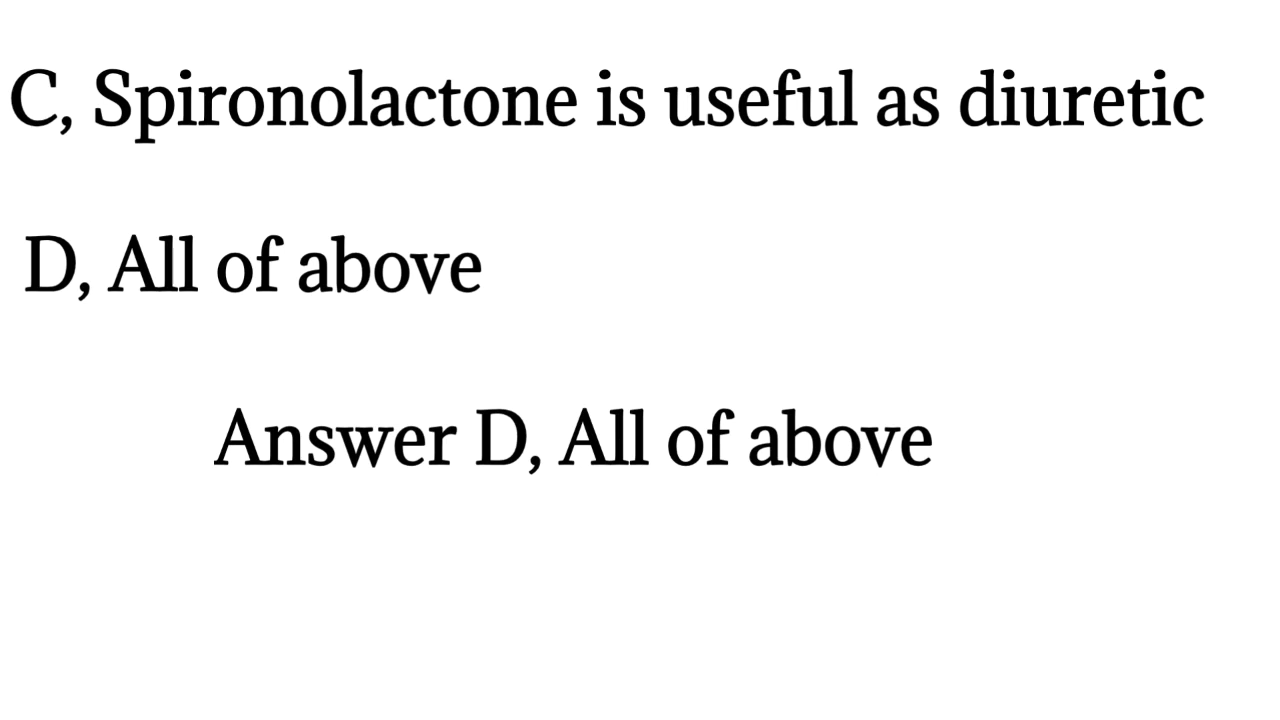 C, Spironolactone is useful as diuretic
D, All of above
Answer D, All of above